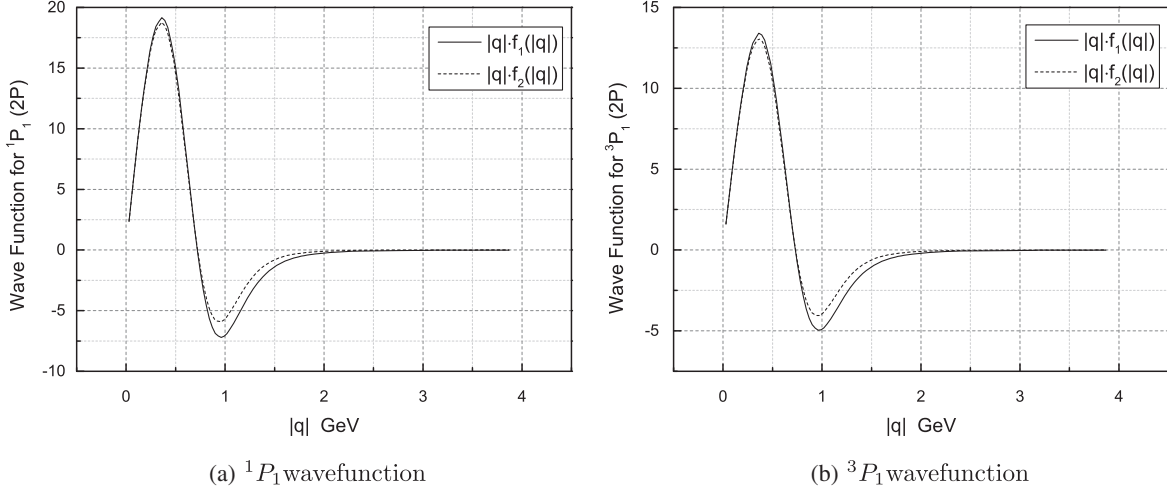 Wave Function for ¹P₁ (2P)
20
15
10
5
0
-5
-10
0 1 2 3 4
|q| GeV
|q|·f₁(|q|)
|q|·f₂(|q|)
(a) ¹P₁wavefunction
Wave Function for ³P₁ (2P)
15
10
5
0
-5
0 1 2 3 4
|q| GeV
|q|·f₁(|q|)
|q|·f₂(|q|)
(b) ³P₁wavefunction